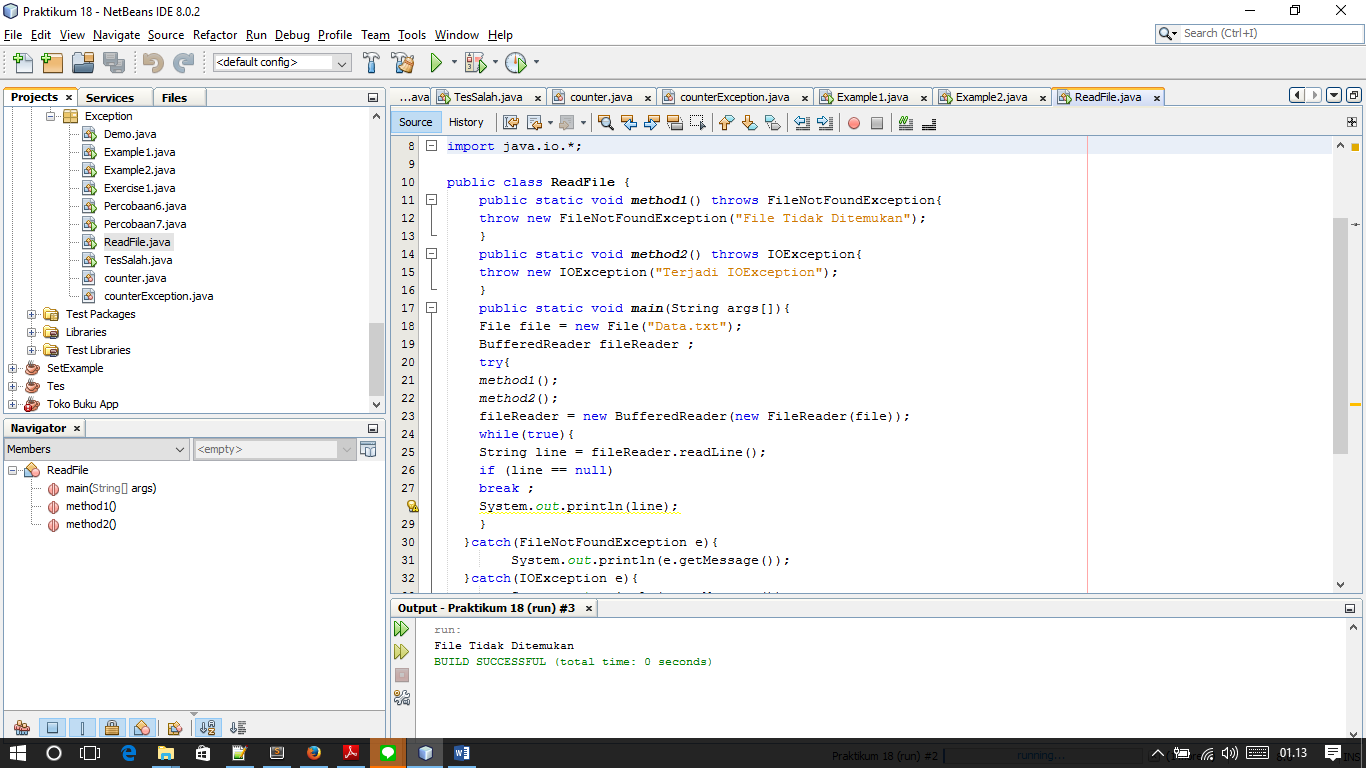 Praktikum 18 - NetBeans IDE 8.0.2
File Edit View Navigate Source Refactor Run Debug Profile Team Tools Window Help
Search (Ctrl+I)
<default config>
Projects × Services Files
Exception
Demo.java
Example1.java
Example2.java
Exercise1.java
Percobaan6.java
Percobaan7.java
ReadFile.java
TesSalah.java
counter.java
counterException.java
Test Packages
Libraries
Test Libraries
SetExample
Tes
Toko Buku App
Navigator ×
Members <empty>
ReadFile
main(String[] args)
method1()
method2()
...ava TesSalah.java × counter.java × counterException.java × Example1.java × Example2.java × ReadFile.java ×
Source History
8 import java.io.*;
9
10 public class ReadFile {
11 public static void method1() throws FileNotFoundException{
12 throw new FileNotFoundException("File Tidak Ditemukan");
13 }
14 public static void method2() throws IOException{
15 throw new IOException("Terjadi IOException");
16 }
17 public static void main(String args[]){
18 File file = new File("Data.txt");
19 BufferedReader fileReader ;
20 try{
21 method1();
22 method2();
23 fileReader = new BufferedReader(new FileReader(file));
24 while(true){
25 String line = fileReader.readLine();
26 if (line == null)
27 break ;
System.out.println(line);
29 }
30 }catch(FileNotFoundException e){
31 System.out.println(e.getMessage());
32 }catch(IOException e){
Output - Praktikum 18 (run) #3 ×
run:
File Tidak Ditemukan
BUILD SUCCESSFUL (total time: 0 seconds)
Praktikum 18 (run) #2 running...
01.13
INS